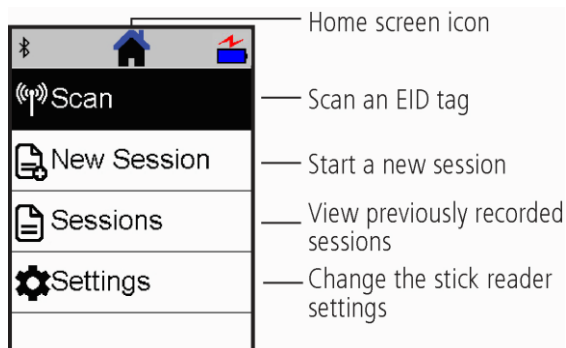 Home screen icon
Scan
Scan an EID tag
New Session
Start a new session
Sessions
View previously recorded
sessions
Settings
Change the stick reader
settings